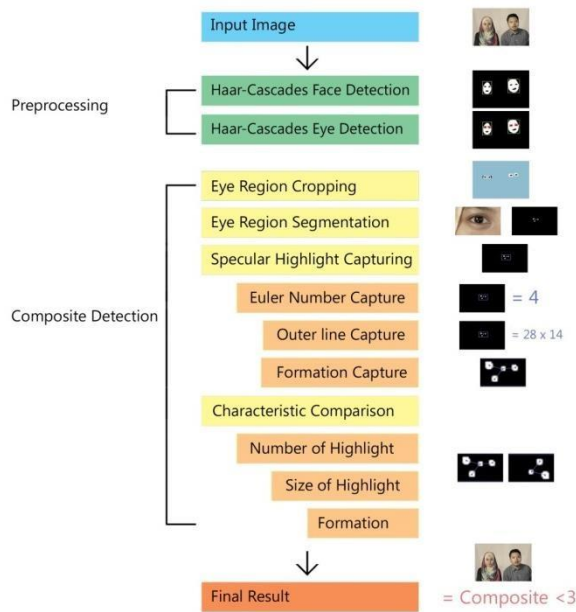 Input Image
Preprocessing
Haar-Cascades Face Detection
Haar-Cascades Eye Detection
Composite Detection
Eye Region Cropping
Eye Region Segmentation
Specular Highlight Capturing
Euler Number Capture
= 4
Outer line Capture
= 28 x 14
Formation Capture
Characteristic Comparison
Number of Highlight
Size of Highlight
Formation
Final Result
= Composite <3